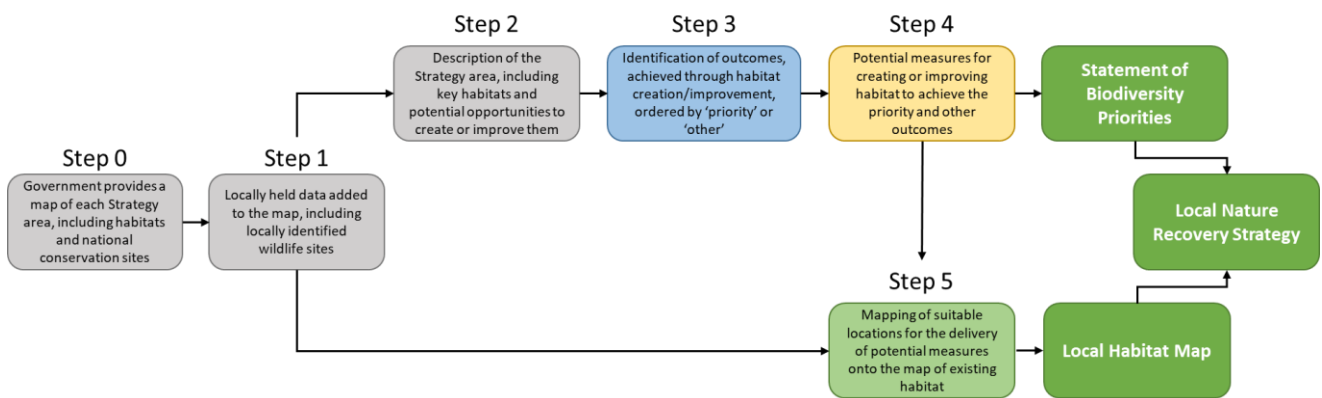 Step 0
Government provides a
map of each Strategy
area, including habitats
and national
conservation sites
Step 1
Locally held data added
to the map, including
locally identified
wildlife sites
Step 2
Description of the
Strategy area, including
key habitats and
potential opportunities
to create or improve them
Step 3
Identification of outcomes,
achieved through habitat
creation/improvement,
ordered by ‘priority’ or
‘other’
Step 4
Potential measures for
creating or improving
habitat to achieve the
priority and other
outcomes
Statement of
Biodiversity
Priorities
Step 5
Mapping of suitable
locations for the delivery
of potential measures
onto the map of existing
habitat
Local Habitat Map
Local Nature
Recovery Strategy